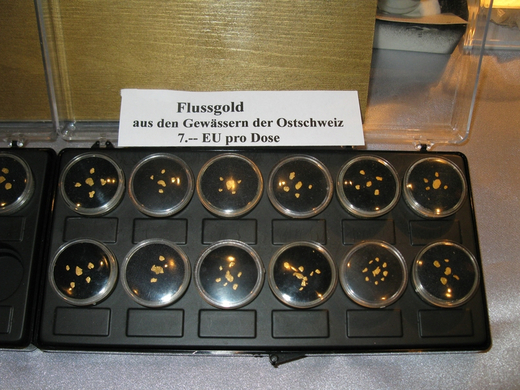 Flussgold
aus den Gewässern der Ostschweiz
7.-- EU pro Dose